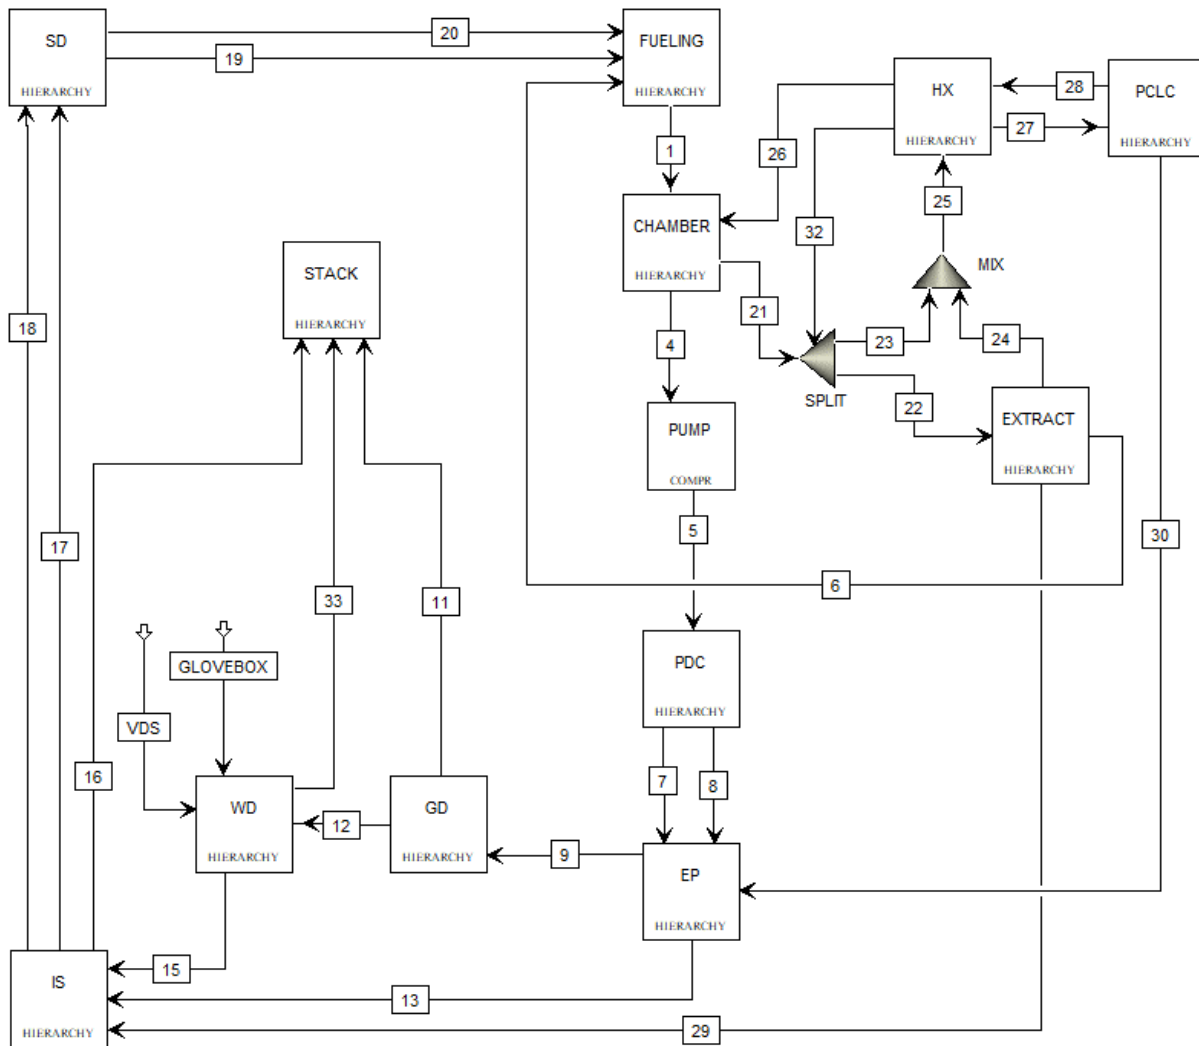 SD
HIERARCHY
20
19
FUELING
HIERARCHY
HX
HIERARCHY
28
27
PCLC
HIERARCHY
1
26
25
32
CHAMBER
HIERARCHY
MIX
STACK
HIERARCHY
21
18
4
23
24
SPLIT
22
PUMP
COMPR
EXTRACT
HIERARCHY
5
30
17
6
33
11
GLOVEBOX
VDS
PDC
HIERARCHY
16
7
8
WD
HIERARCHY
12
GD
HIERARCHY
9
EP
HIERARCHY
15
IS
HIERARCHY
13
29